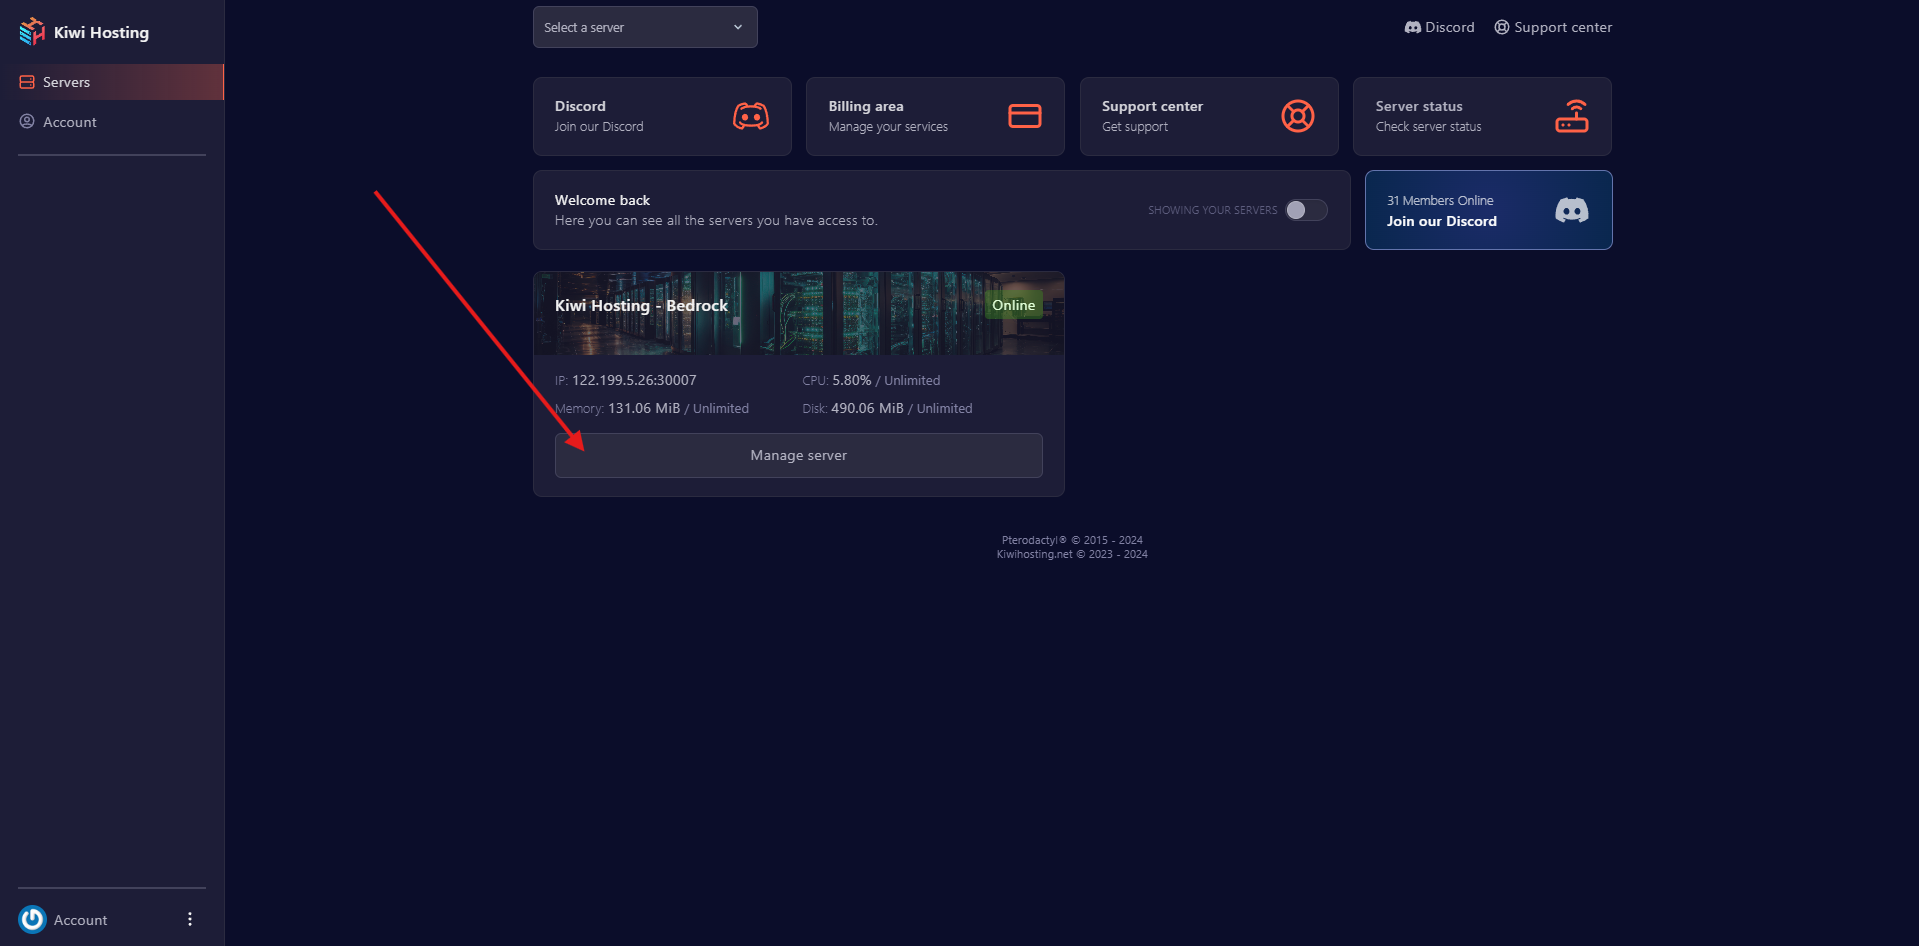 Kiwi Hosting
Servers
Account
Select a server
Discord
Support center
Discord
Join our Discord
Billing area
Manage your services
Support center
Get support
Server status
Check server status
Welcome back
Here you can see all the servers you have access to.
SHOWING YOUR SERVERS
31 Members Online
Join our Discord
Kiwi Hosting - Bedrock
Online
IP: 122.199.5.26:30007
CPU: 5.80% / Unlimited
Memory: 131.06 MiB / Unlimited
Disk: 490.06 MiB / Unlimited
Manage server
Pterodactyl® © 2015 - 2024
Kiwihosting.net © 2023 - 2024
Account